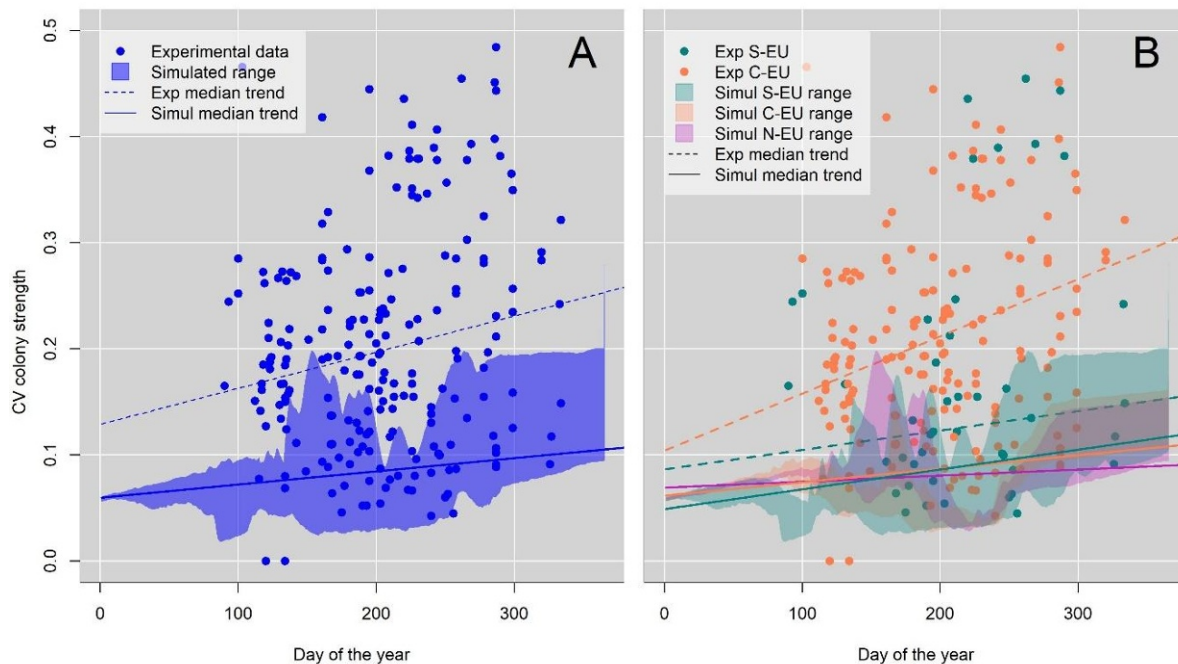 A
Experimental data
Simulated range
Exp median trend
Simul median trend
B
Exp S-EU
Exp C-EU
Simul S-EU range
Simul C-EU range
Simul N-EU range
Exp median trend
Simul median trend
CV colony strength
0.5
0.4
0.3
0.2
0.1
0.0
0
100
200
300
0
100
200
300
Day of the year
Day of the year